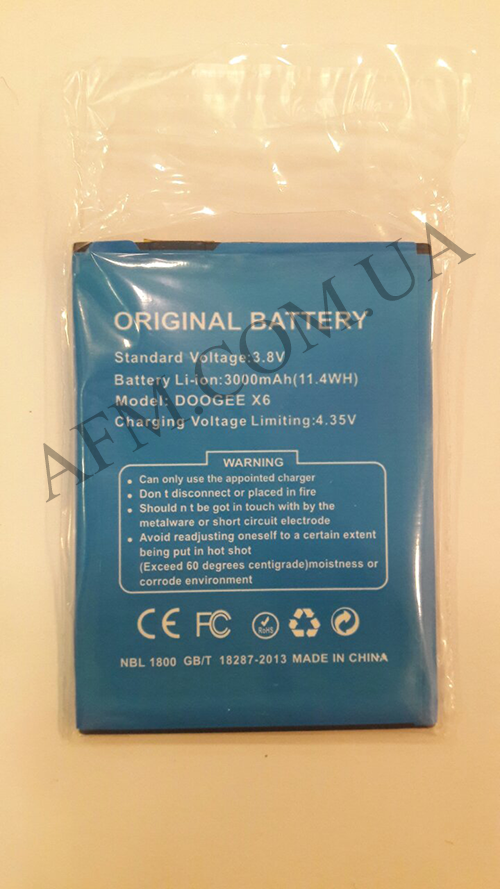 ORIGINAL BATTERY
Standard Voltage:3.8V
Battery Li-ion:3000mAh(11.4WH)
Model: DOOGEE X6
Charging Voltage Limiting:4.35V
WARNING
• Can only use the appointed charger
• Don t disconnect or placed in fire
• Should n t be got in touch with by the
metalware or short circuit electrode
• Avoid readjusting oneself to a certain extent
being put in hot shot
(Exceed 60 degrees centigrade)mointness or
corrode environment
CE FC RoHS
NBL 1800 GB/T 18287-2013 MADE IN CHINA
AFM.COM.UA